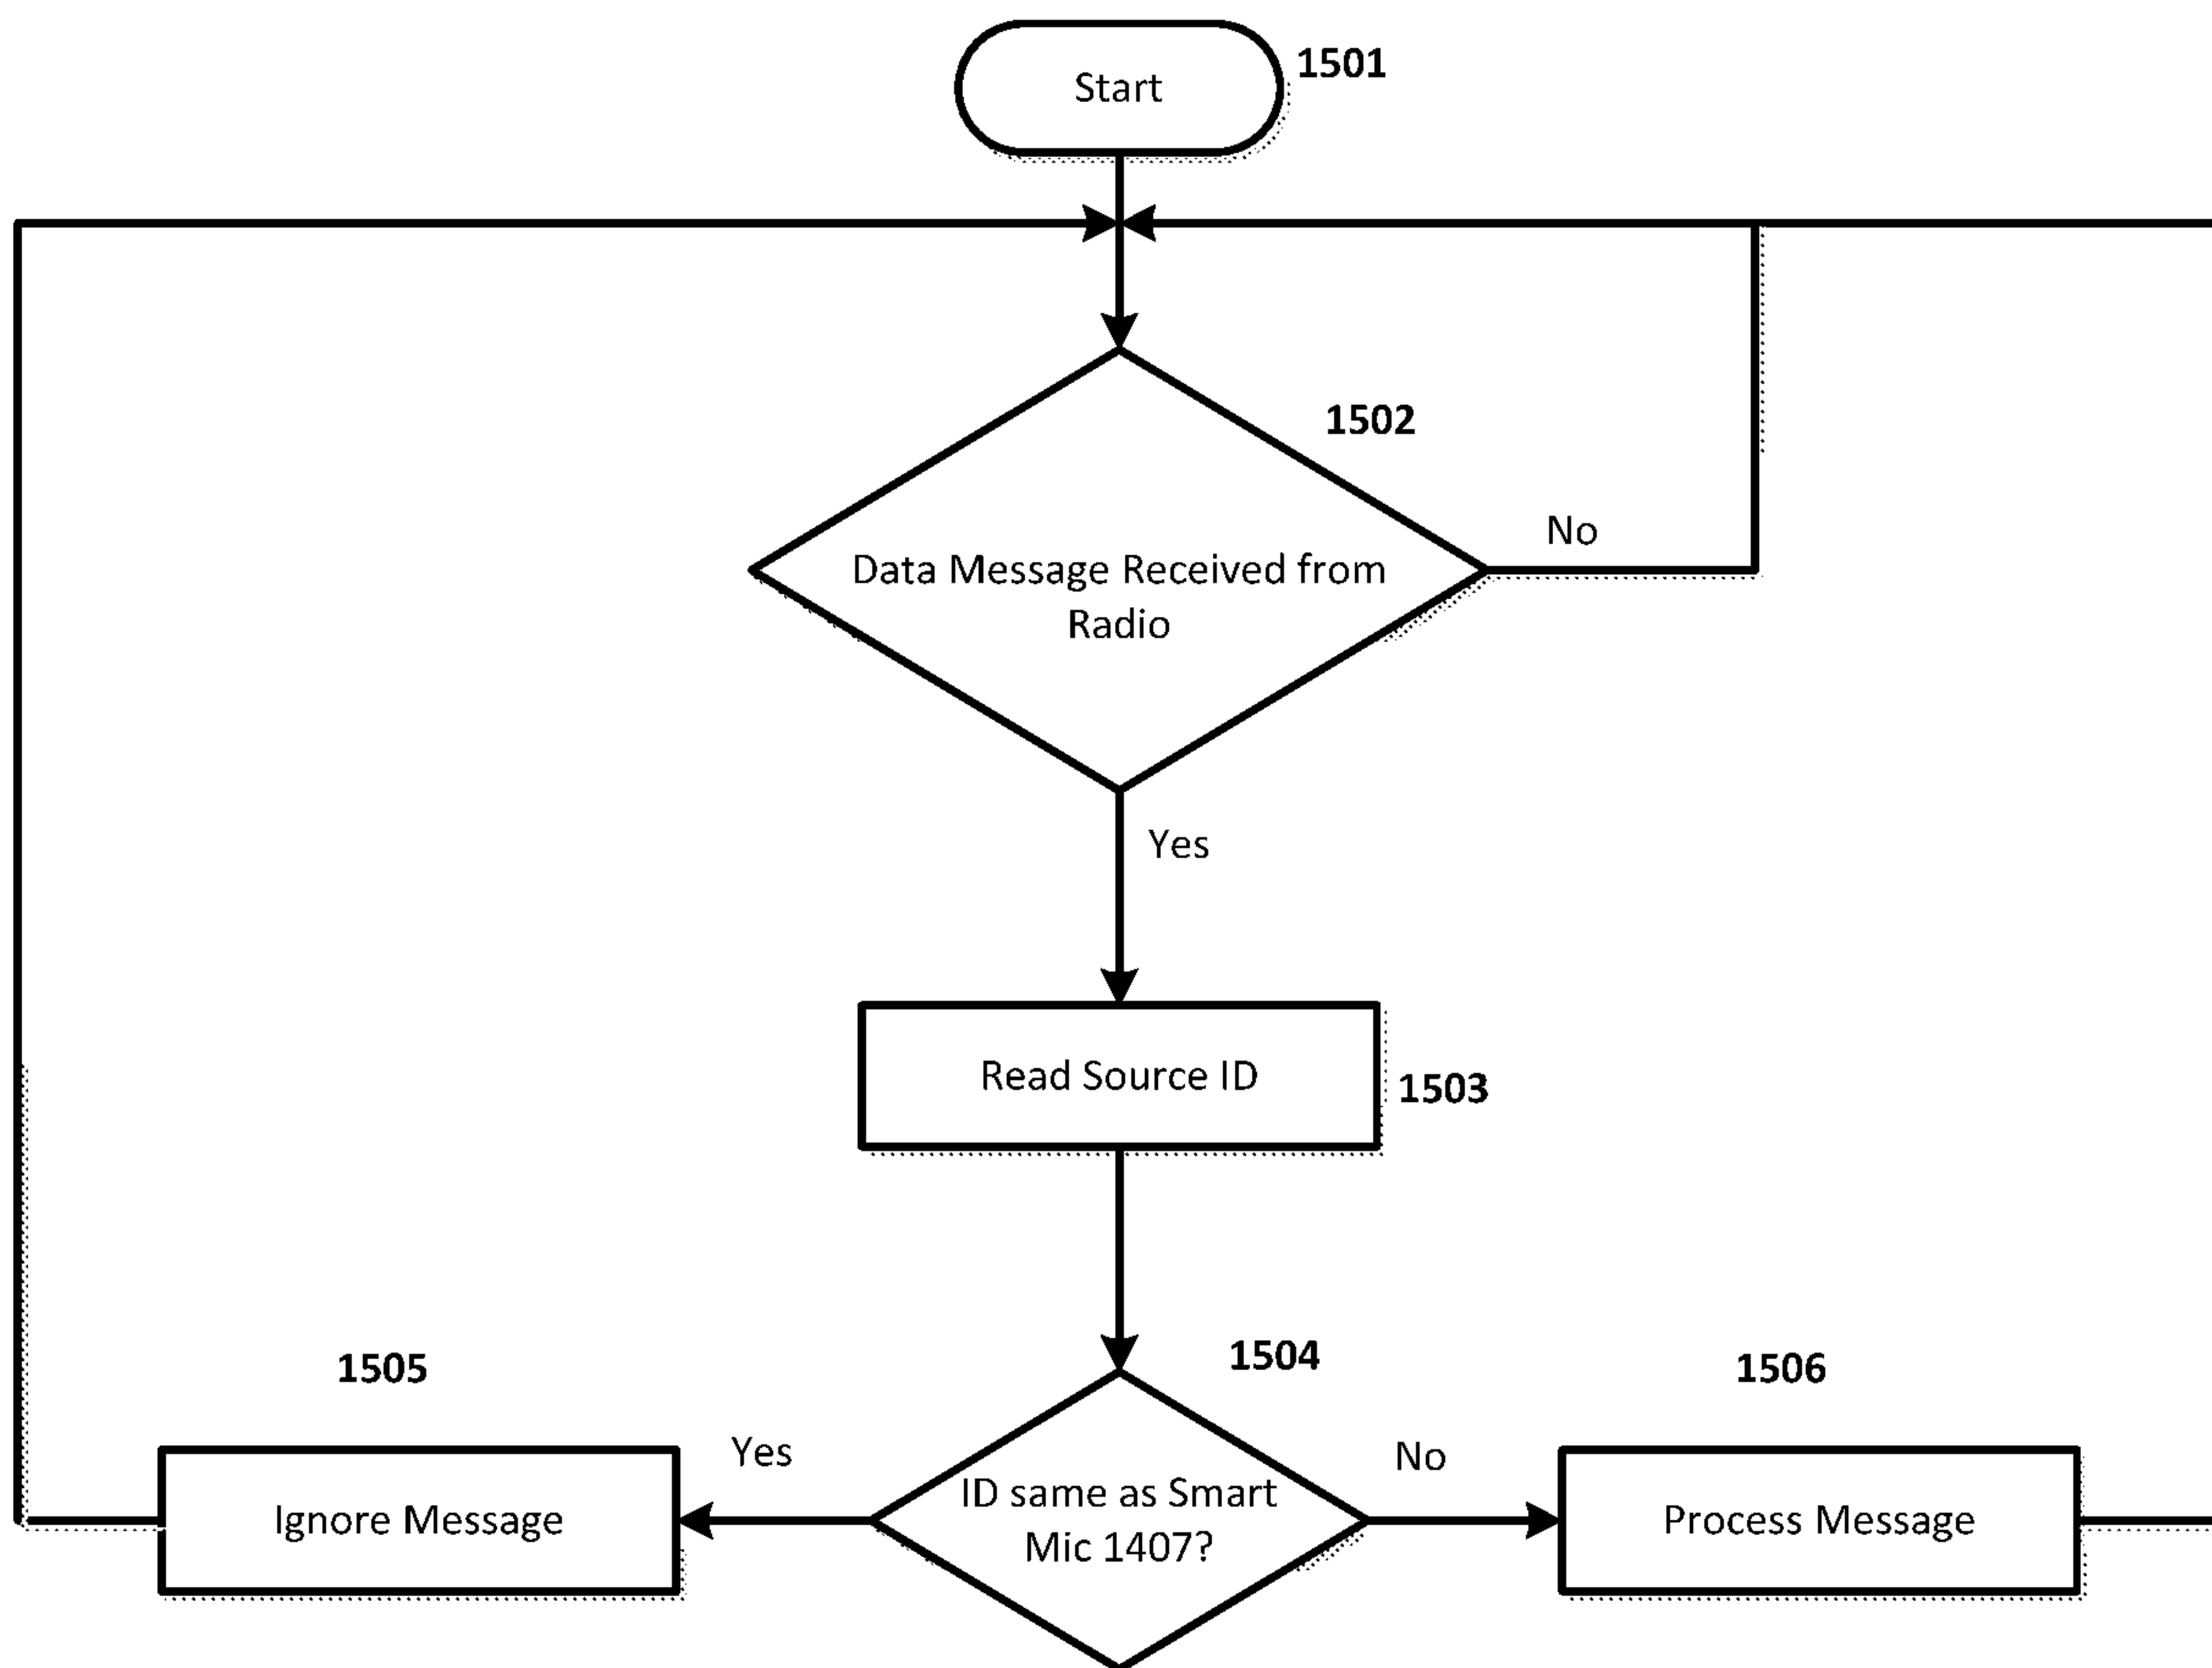 Start
1501
1502
Data Message Received from
Radio
No
Yes
Read Source ID
1503
1504
1505
1506
Yes
No
ID same as Smart
Mic 1407?
Ignore Message
Process Message